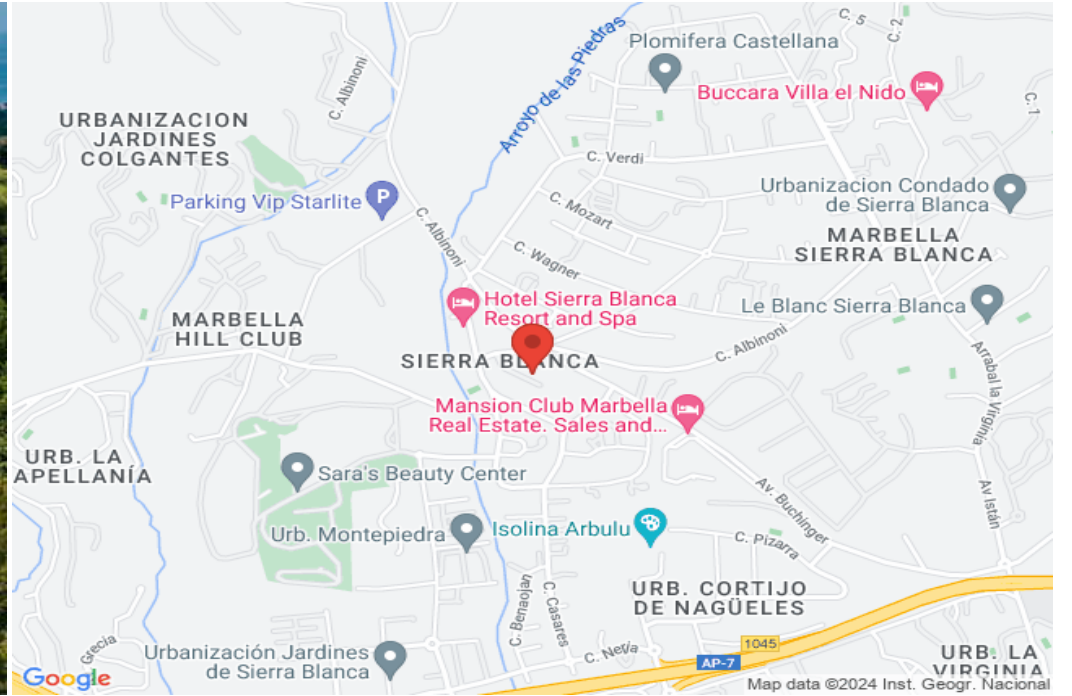 C. 5
C. 2
Arroyo de las Piedras
Plomifera Castellana
C. Albinoni
Buccara Villa el Nido
C. 1
URBANIZACION
JARDINES
COLGANTES
C. Verdi
Parking Vip Starlite
P
Urbanizacion Condado
de Sierra Blanca
C. Mozart
C. Albinoni
MARBELLA
SIERRA BLANCA
C. Wagner
Hotel Sierra Blanca
Resort and Spa
Le Blanc Sierra Blanca
MARBELLA
HILL CLUB
C. Albinoni
SIERRA BLANCA
Arrabal la Virginia
Mansion Club Marbella
Real Estate. Sales and...
URB. LA
APELLANÍA
Sara's Beauty Center
Av. Buchinger
Av Istán
Urb. Montepiedra
Isolina Arbulu
C. Pizarra
URB. CORTIJO
DE NAGÜELES
C. Benaojan
C. Casares
Grecia
Urbanización Jardines
de Sierra Blanca
1045
C. Nerja
AP-7
URB. LA
VIRGINIA
Google
Map data ©2024 Inst. Geogr. Nacional